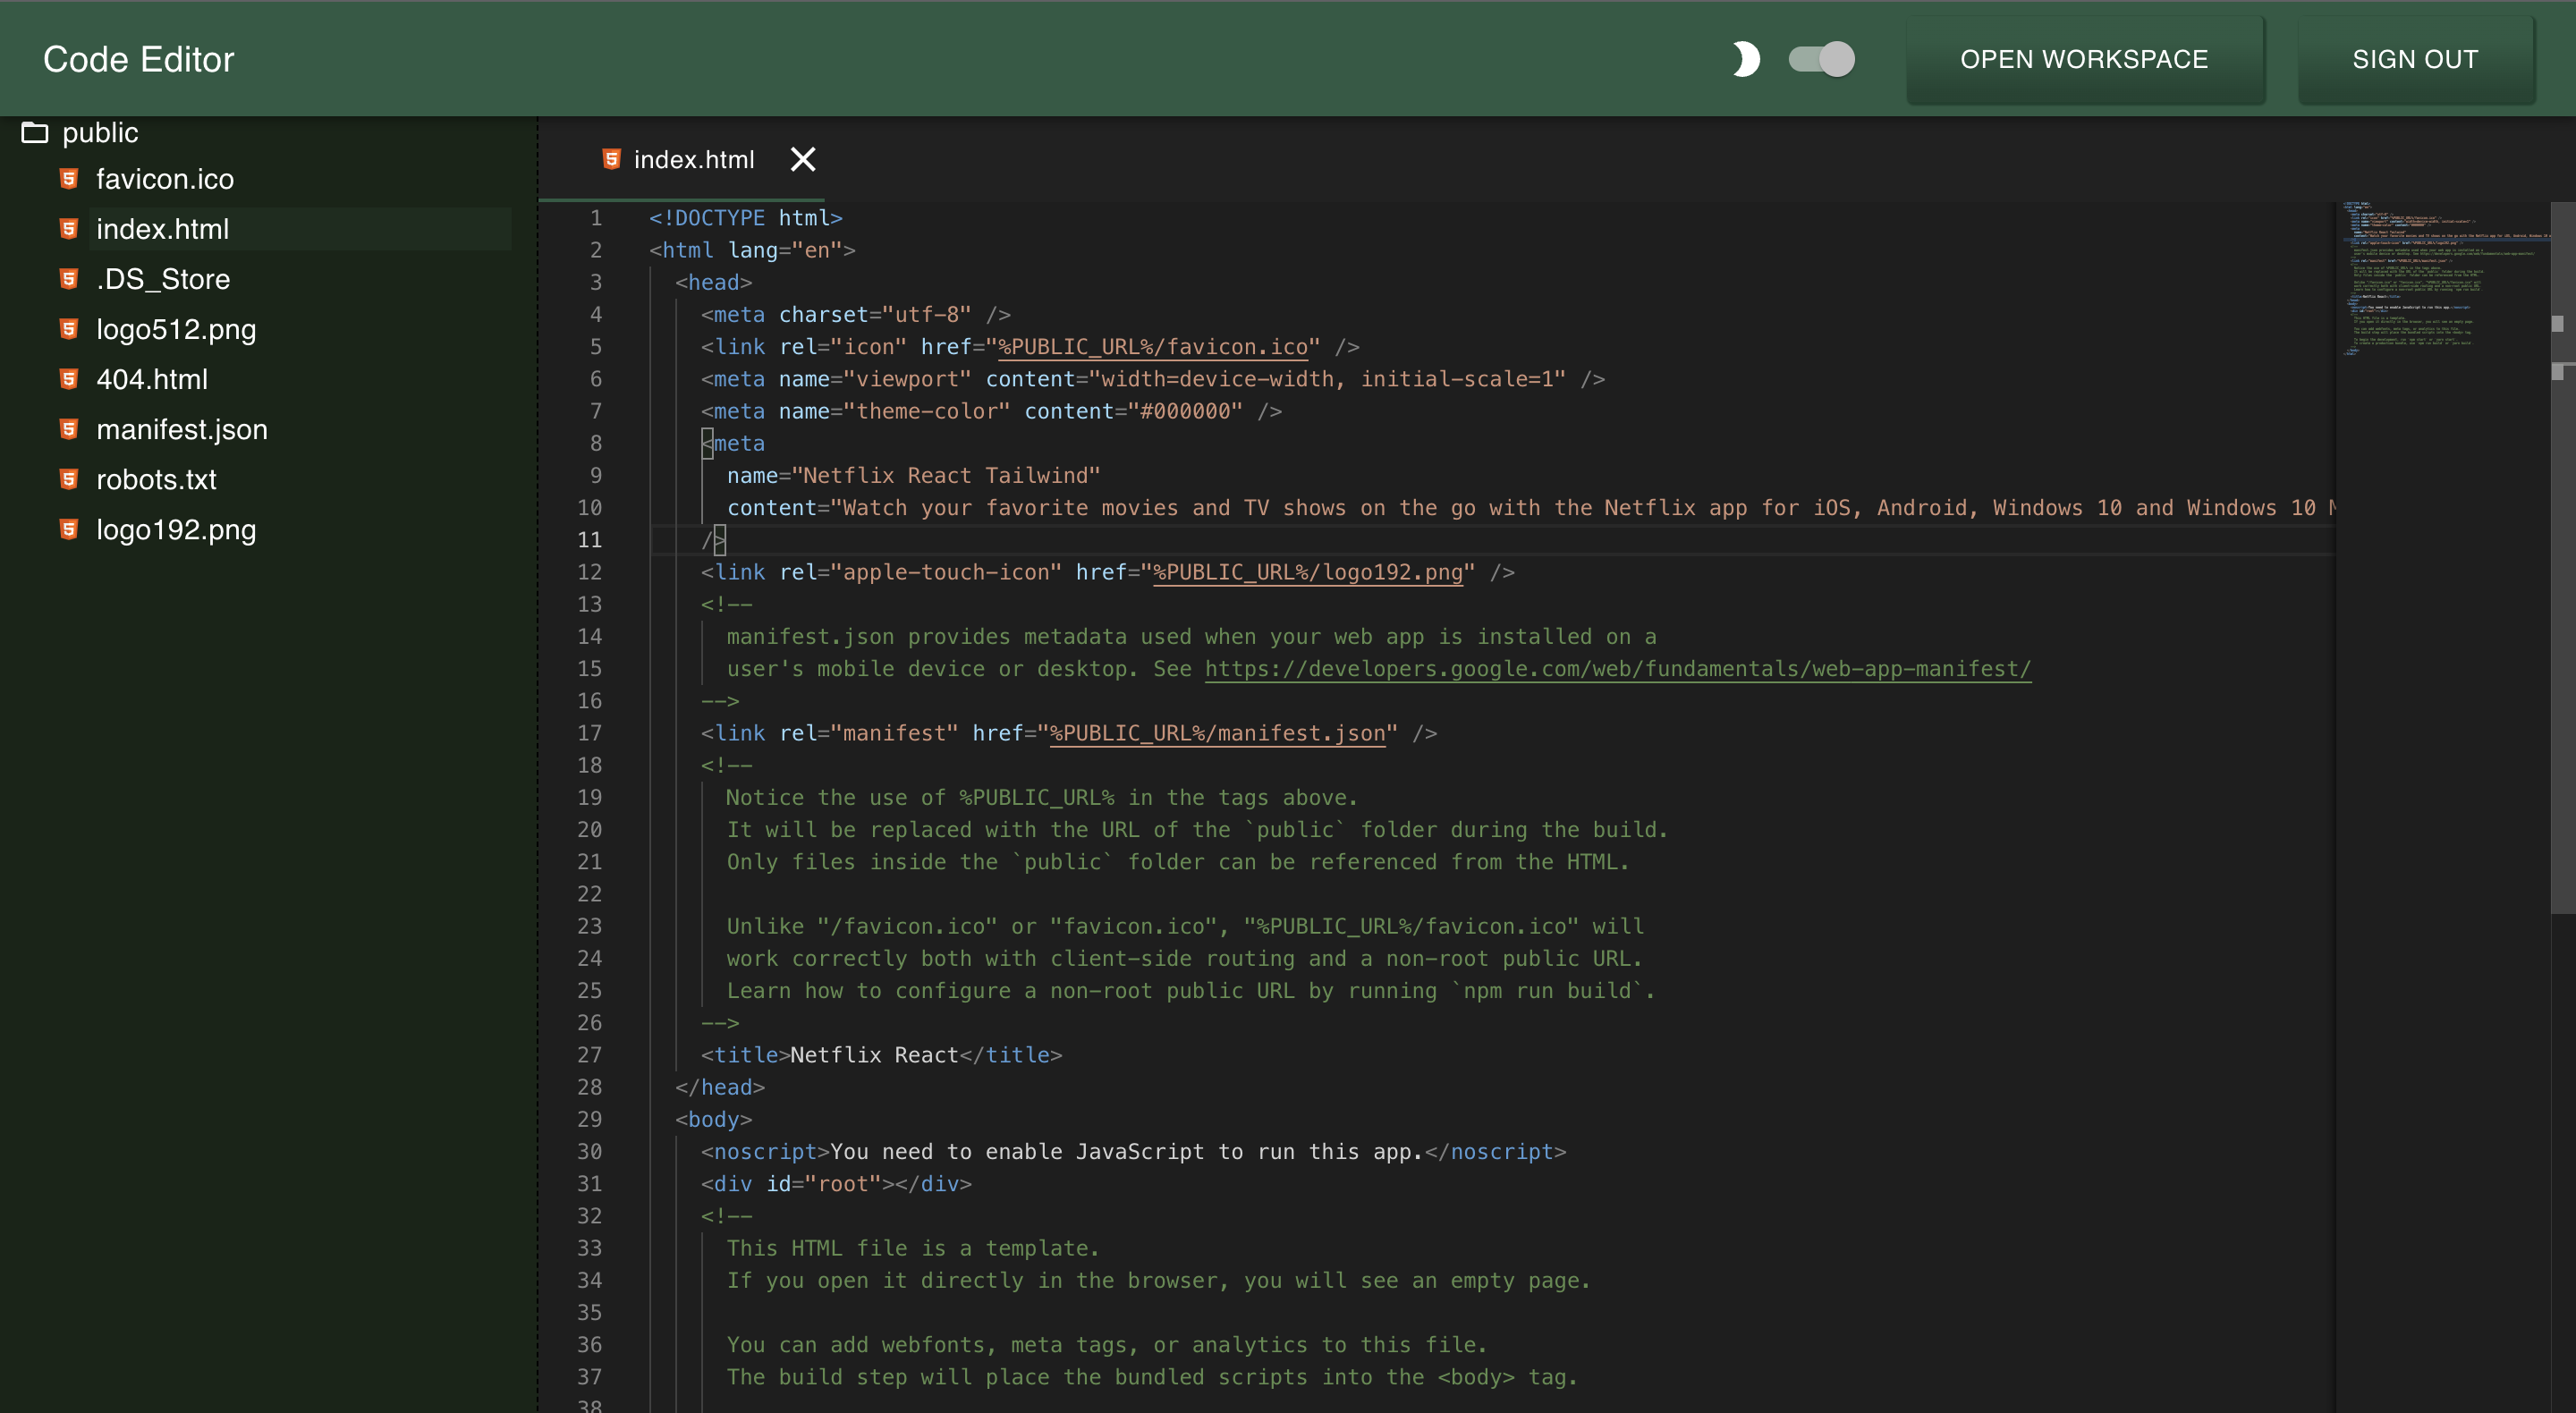 Code Editor
OPEN WORKSPACE
SIGN OUT
public
favicon.ico
index.html
.DS_Store
logo512.png
404.html
manifest.json
robots.txt
logo192.png
index.html
1 <!DOCTYPE html>
2 <html lang="en">
3 <head>
4 <meta charset="utf-8" />
5 <link rel="icon" href="%PUBLIC_URL%/favicon.ico" />
6 <meta name="viewport" content="width=device-width, initial-scale=1" />
7 <meta name="theme-color" content="#000000" />
8 <meta
9 name="Netflix React Tailwind"
10 content="Watch your favorite movies and TV shows on the go with the Netflix app for iOS, Android, Windows 10 and Windows 10
11 />
12 <link rel="apple-touch-icon" href="%PUBLIC_URL%/logo192.png" />
13 <!--
14 manifest.json provides metadata used when your web app is installed on a
15 user's mobile device or desktop. See https://developers.google.com/web/fundamentals/web-app-manifest/
16 -->
17 <link rel="manifest" href="%PUBLIC_URL%/manifest.json" />
18 <!--
19 Notice the use of %PUBLIC_URL% in the tags above.
20 It will be replaced with the URL of the `public` folder during the build.
21 Only files inside the `public` folder can be referenced from the HTML.
22
23 Unlike "/favicon.ico" or "favicon.ico", "%PUBLIC_URL%/favicon.ico" will
24 work correctly both with client-side routing and a non-root public URL.
25 Learn how to configure a non-root public URL by running `npm run build`.
26 -->
27 <title>Netflix React</title>
28 </head>
29 <body>
30 <noscript>You need to enable JavaScript to run this app.</noscript>
31 <div id="root"></div>
32 <!--
33 This HTML file is a template.
34 If you open it directly in the browser, you will see an empty page.
35
36 You can add webfonts, meta tags, or analytics to this file.
37 The build step will place the bundled scripts into the <body> tag.
38